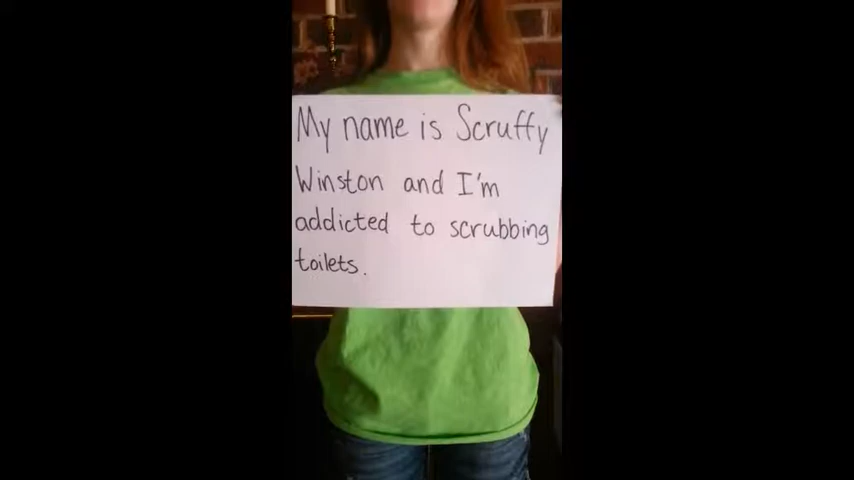 My name is Scruffy
Winston and I'm
addicted to scrubbing
toilets.